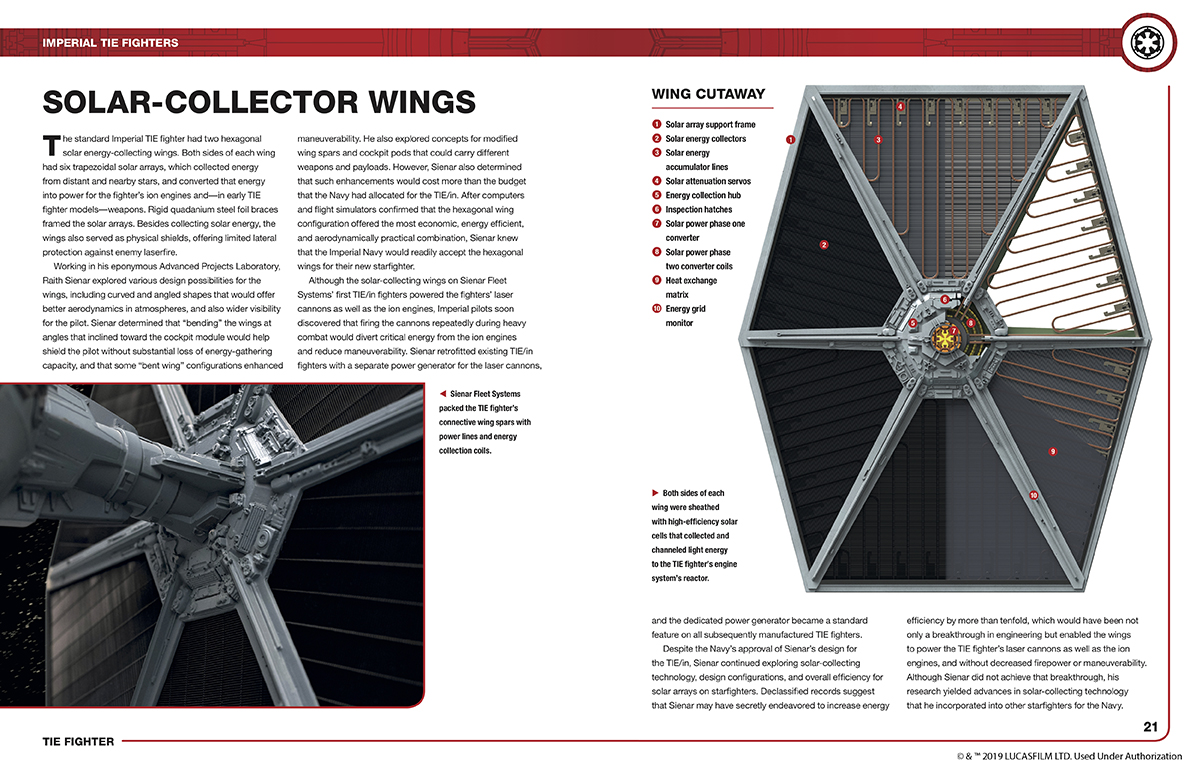 IMPERIAL TIE FIGHTERS
SOLAR-COLLECTOR WINGS
The standard Imperial TIE fighter had two hexagonal
solar energy-collecting wings. Both sides of each wing
had six trapezoidal solar arrays, which collected energy
from distant and nearby stars, and converted that energy
into power for the fighter's ion engines and—in early TIE
fighter models—weapons. Rigid quadanium steel foil braces
framed the solar arrays. Besides collecting solar energy, the
wings also served as physical shields, offering limited lateral
protection against enemy laserfire.
Working in his eponymous Advanced Projects Laboratory,
Raith Sienar explored various design possibilities for the
wings, including curved and angled shapes that would offer
better aerodynamics in atmospheres, and also wider visibility
for the pilot. Sienar determined that "bending" the wings at
angles that inclined toward the cockpit module would help
shield the pilot without substantial loss of energy-gathering
capacity, and that some "bent wing" configurations enhanced
maneuverability. He also explored concepts for modified
wing spars and cockpit pods that could carry different
weapons and payloads. However, Sienar also determined
that such enhancements would cost more than the budget
that the Navy had allocated for the TIE/in. After computers
and flight simulators confirmed that the hexagonal wing
configuration offered the most economic, energy efficient,
and aerodynamically practical combination, Sienar knew
that the Imperial Navy would readily accept the hexagonal
wings for their new starfighter.
Although the solar-collecting wings on Sienar Fleet
Systems' first TIE/in fighters powered the fighters' laser
cannons as well as the ion engines, Imperial pilots soon
discovered that firing the cannons repeatedly during heavy
combat would divert critical energy from the ion engines
and reduce maneuverability. Sienar retrofitted existing TIE/in
fighters with a separate power generator for the laser cannons,
◀ Sienar Fleet Systems
packed the TIE fighter's
connective wing spars with
power lines and energy
collection coils.
WING CUTAWAY
1 Solar array support frame
2 Solar energy collectors
3 Solar energy
accumulator lines
4 Solar attenuation servos
5 Energy collection hub
6 Inspection hatches
7 Solar power phase one
converter
8 Solar power phase
two converter coils
9 Heat exchange
matrix
10 Energy grid
monitor
4
1
3
2
6
5
7
8
9
10
▶ Both sides of each
wing were sheathed
with high-efficiency solar
cells that collected and
channeled light energy
to the TIE fighter's engine
system's reactor.
and the dedicated power generator became a standard
feature on all subsequently manufactured TIE fighters.
Despite the Navy's approval of Sienar's design for
the TIE/in, Sienar continued exploring solar-collecting
technology, design configurations, and overall efficiency for
solar arrays on starfighters. Declassified records suggest
that Sienar may have secretly endeavored to increase energy
efficiency by more than tenfold, which would have been not
only a breakthrough in engineering but enabled the wings
to power the TIE fighter's laser cannons as well as the ion
engines, and without decreased firepower or maneuverability.
Although Sienar did not achieve that breakthrough, his
research yielded advances in solar-collecting technology
that he incorporated into other starfighters for the Navy.
21
TIE FIGHTER
© & ™ 2019 LUCASFILM LTD. Used Under Authorization